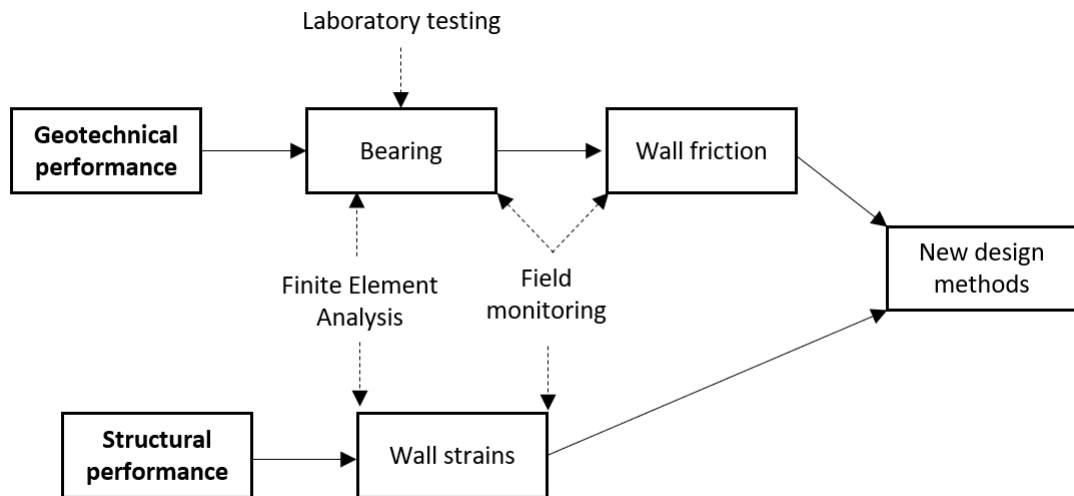 Laboratory testing
Geotechnical
performance
Bearing
Wall friction
New design
methods
Finite Element
Analysis
Field
monitoring
Structural
performance
Wall strains